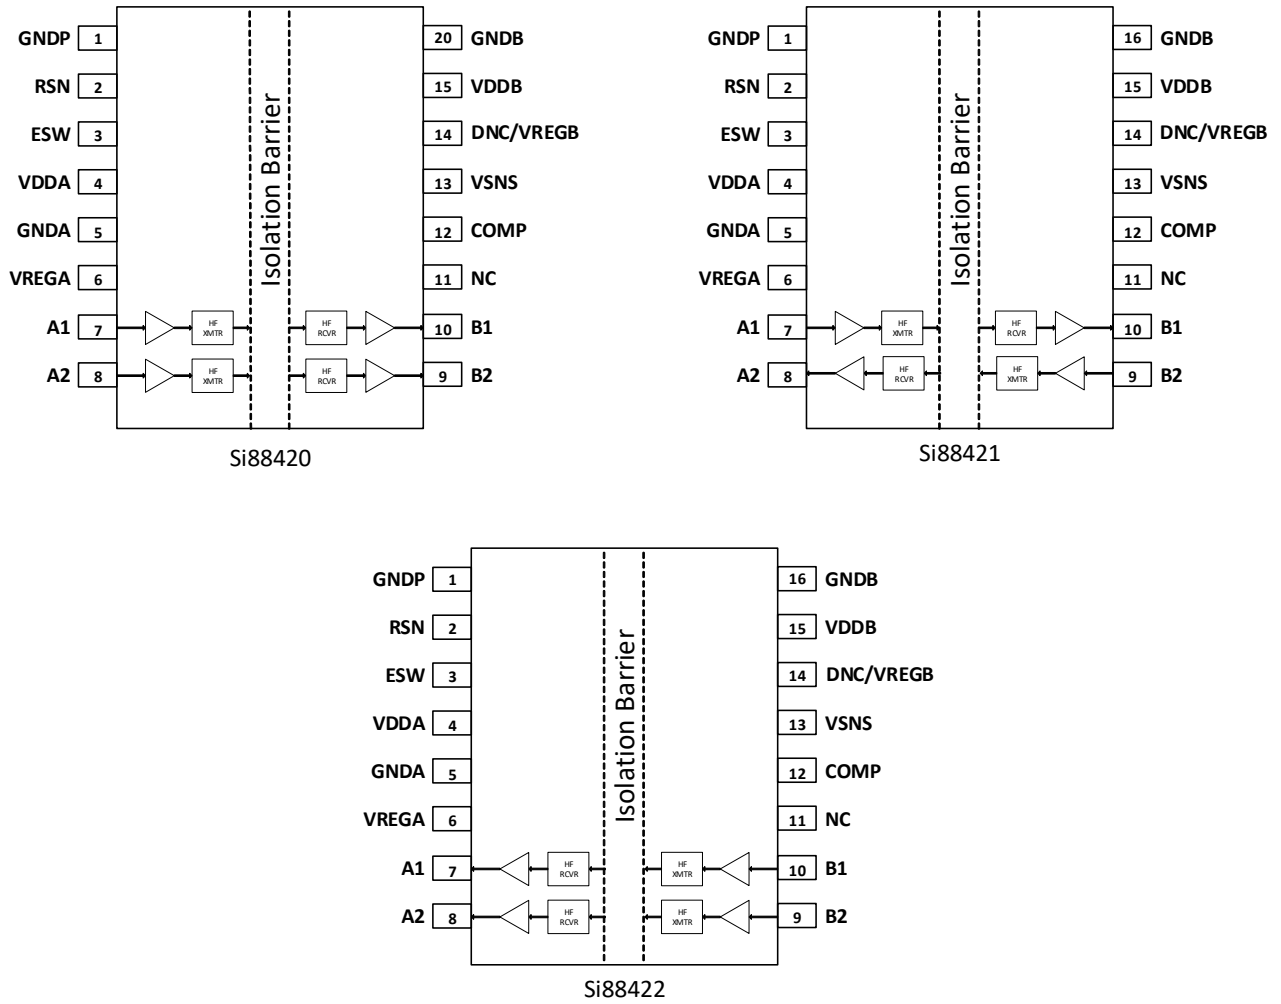 GNDP 1 20 GNDB
RSN 2 15 VDDB
ESW 3 14 DNC/VREGB
VDDA 4 13 VSNS
GNDA 5 12 COMP
VREGA 6 11 NC
A1 7 HF XMTR HF RCVR 10 B1
A2 8 HF XMTR HF RCVR 9 B2
Isolation Barrier
Si88420
GNDP 1 16 GNDB
RSN 2 15 VDDB
ESW 3 14 DNC/VREGB
VDDA 4 13 VSNS
GNDA 5 12 COMP
VREGA 6 11 NC
A1 7 HF XMTR HF RCVR 10 B1
A2 8 HF RCVR HF XMTR 9 B2
Isolation Barrier
Si88421
GNDP 1 16 GNDB
RSN 2 15 VDDB
ESW 3 14 DNC/VREGB
VDDA 4 13 VSNS
GNDA 5 12 COMP
VREGA 6 11 NC
A1 7 HF RCVR HF XMTR 10 B1
A2 8 HF RCVR HF XMTR 9 B2
Isolation Barrier
Si88422